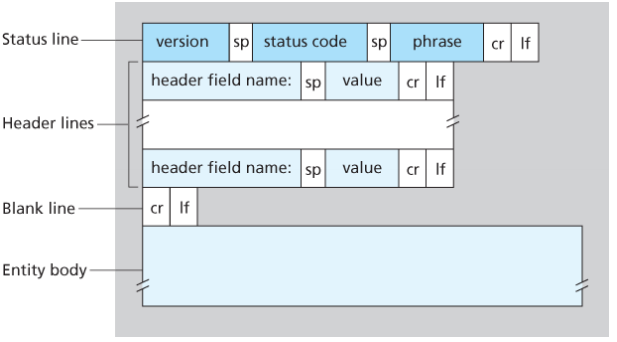 Status line version sp status code sp phrase cr lf
header field name: sp value cr lf
Header lines
header field name: sp value cr lf
Blank line cr lf
Entity body